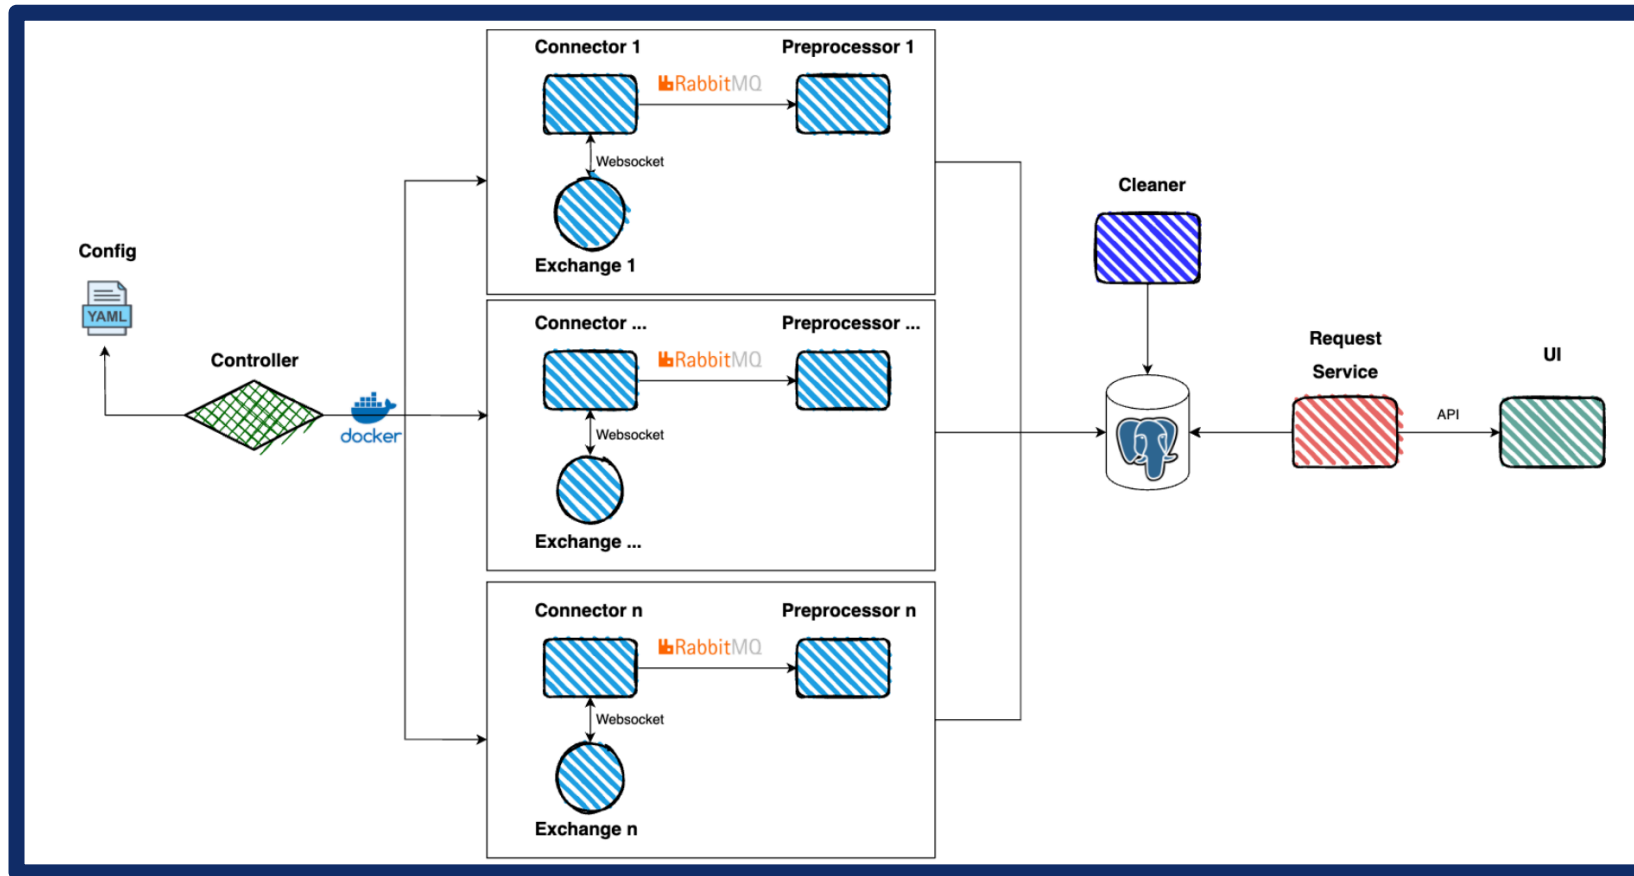 Connector 1
Preprocessor 1
RabbitMQ
Websocket
Exchange 1
Config
YAML
Controller
docker
Connector ...
Preprocessor ...
RabbitMQ
Websocket
Exchange ...
Connector n
Preprocessor n
RabbitMQ
Websocket
Exchange n
Cleaner
Request
Service
API
UI